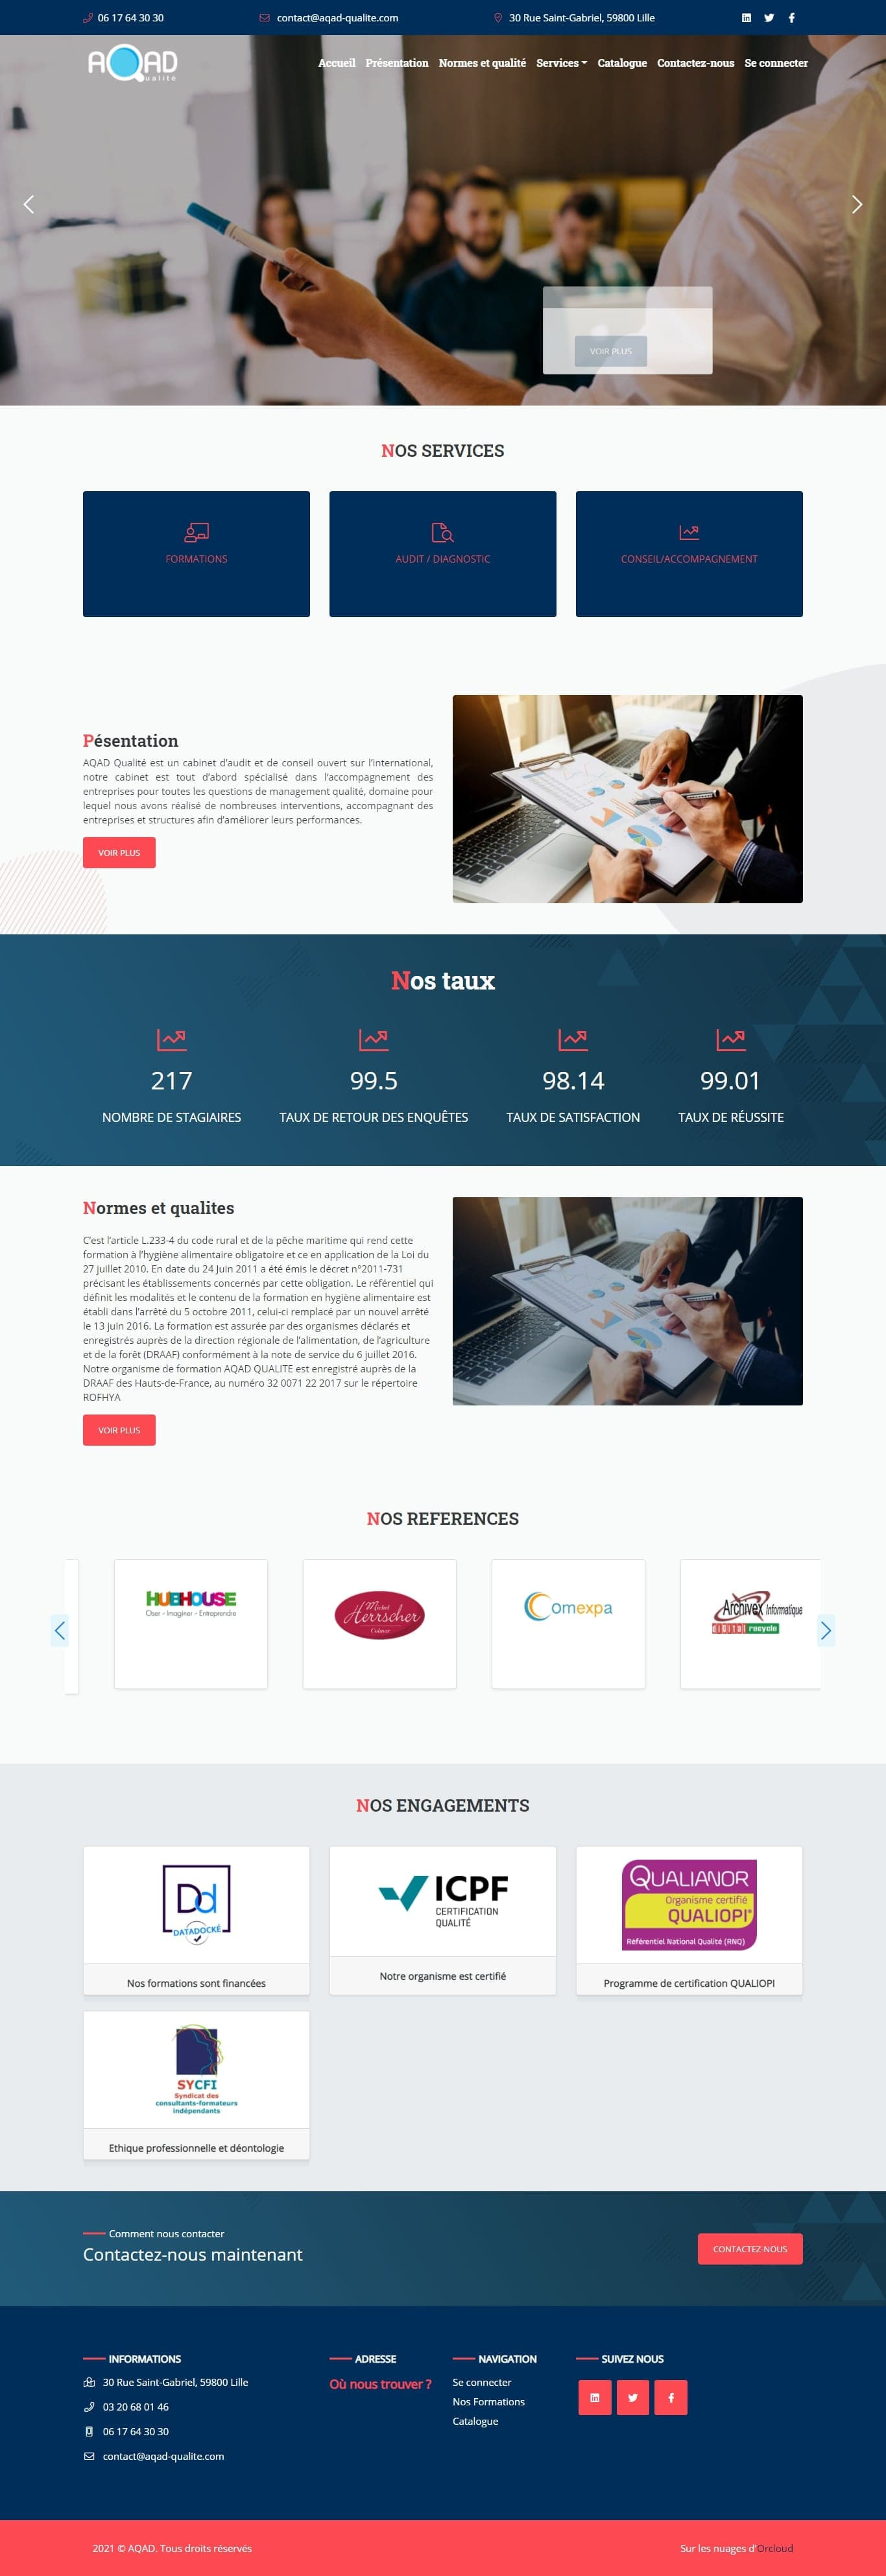 06 17 64 30 30
contact@aqad-qualite.com
30 Rue Saint-Gabriel, 59800 Lille
AQAD
ualité
Accueil Présentation Normes et qualité Services Catalogue Contactez-nous Se connecter
VOIR PLUS
NOS SERVICES
FORMATIONS
AUDIT / DIAGNOSTIC
CONSEIL/ACCOMPAGNEMENT
Pésentation
AQAD Qualité est un cabinet d'audit et de conseil ouvert sur l'international,
notre cabinet est tout d'abord spécialisé dans l'accompagnement des
entreprises pour toutes les questions de management qualité, domaine pour
lequel nous avons réalisé de nombreuses interventions, accompagnant des
entreprises et structures afin d'améliorer leurs performances.
VOIR PLUS
Nos taux
217
NOMBRE DE STAGIAIRES
99.5
TAUX DE RETOUR DES ENQUÊTES
98.14
TAUX DE SATISFACTION
99.01
TAUX DE RÉUSSITE
Normes et qualites
C'est l'article L.233-4 du code rural et de la pêche maritime qui rend cette
formation à l'hygiène alimentaire obligatoire et ce en application de la Loi du
27 juillet 2010. En date du 24 Juin 2011 a été émis le décret n°2011-731
précisant les établissements concernés par cette obligation. Le référentiel qui
définit les modalités et le contenu de la formation en hygiène alimentaire est
établi dans l'arrêté du 5 octobre 2011, celui-ci remplacé par un nouvel arrêté
le 13 juin 2016. La formation est assurée par des organismes déclarés et
enregistrés auprès de la direction régionale de l'alimentation, de l'agriculture
et de la forêt (DRAAF) conformément à la note de service du 6 juillet 2016.
Notre organisme de formation AQAD QUALITE est enregistré auprès de la
DRAAF des Hauts-de-France, au numéro 32 0071 22 2017 sur le répertoire
ROFHYA
VOIR PLUS
NOS REFERENCES
HUBHOUSE
Oser - Imaginer - Entreprendre
Michel
Herrscher
Colmar
Comexpa
Archivex Informatique
digital recycle
NOS ENGAGEMENTS
Dd
DATADOCKÉ
Nos formations sont financées
ICPF
CERTIFICATION
QUALITÉ
Notre organisme est certifié
QUALIANOR
Organisme certifié
QUALIOPI
Référentiel National Qualité (RNQ)
Programme de certification QUALIOPI
SYCFI
Syndicat des
consultants-formateurs
indépendants
Ethique professionnelle et déontologie
Comment nous contacter
Contactez-nous maintenant
CONTACTEZ-NOUS
INFORMATIONS
30 Rue Saint-Gabriel, 59800 Lille
03 20 68 01 46
06 17 64 30 30
contact@aqad-qualite.com
ADRESSE
Où nous trouver ?
NAVIGATION
Se connecter
Nos Formations
Catalogue
SUIVEZ NOUS
2021 © AQAD. Tous droits réservés
Sur les nuages d'Orcloud